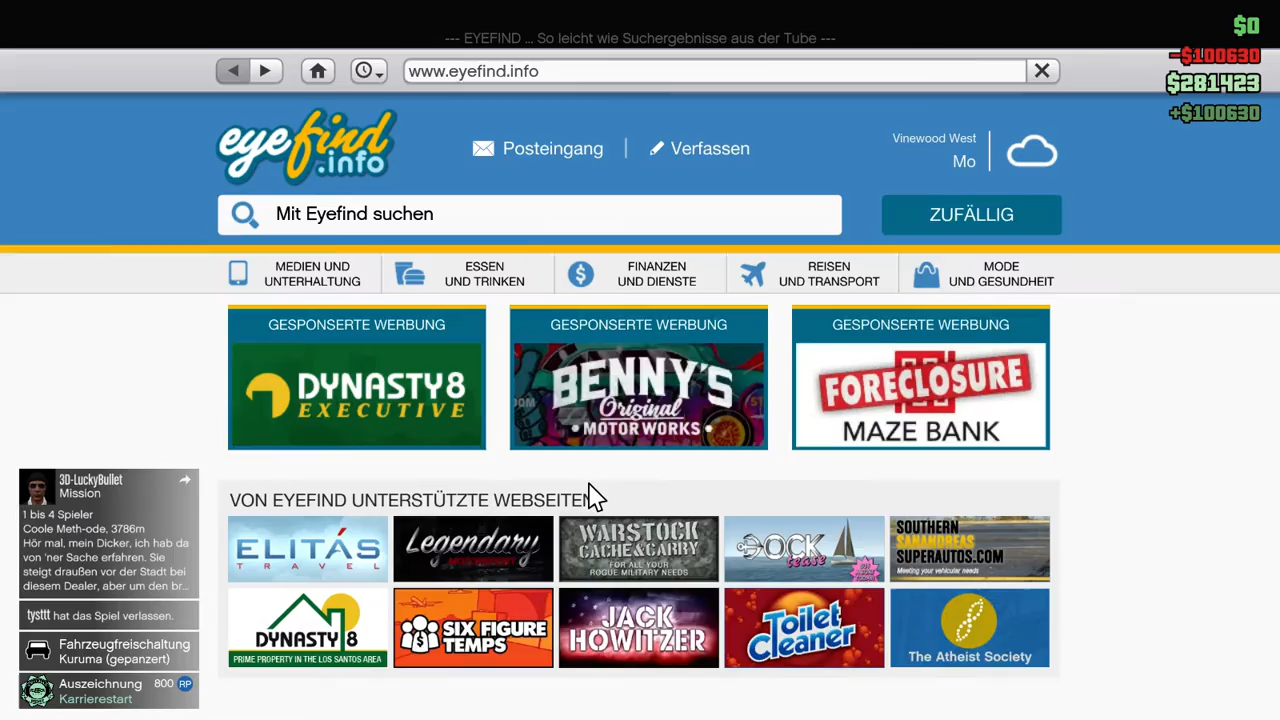 --- EYEFIND ... So leicht wie Suchergebnisse aus der Tube ---
$0
-$100630
$281423
+$100630
www.eyefind.info
eyefind
.info
Posteingang
Verfassen
Vinewood West
Mo
Mit Eyefind suchen
ZUFÄLLIG
MEDIEN UND
UNTERHALTUNG
ESSEN
UND TRINKEN
FINANZEN
UND DIENSTE
REISEN
UND TRANSPORT
MODE
UND GESUNDHEIT
GESPONSERTE WERBUNG
DYNASTY 8
EXECUTIVE
GESPONSERTE WERBUNG
BENNY'S
Original
MOTOR WORKS
GESPONSERTE WERBUNG
FORECLOSURE
MAZE BANK
VON EYEFIND UNTERSTÜTZTE WEBSEITEN
ELITÁS
TRAVEL
Legendary
WARSTOCK
CACHE & CARRY
FOR ALL YOUR
ROGUE MILITARY NEEDS
DOCK
tease
SOUTHERN
SANANDREAS
SUPERAUTOS.COM
Meeting your vehicular needs
DYNASTY 8
PRIME PROPERTY IN THE LOS SANTOS AREA
SIX FIGURE
TEMPS
JACK
HOWITZER
Toilet
Cleaner
The Atheist Society
3D-LuckyBullet
Mission
1 bis 4 Spieler
Coole Meth-ode. 3786m
Hör mal, mein Dicker, ich hab da
von 'ner Sache erfahren. Sie
steigt draußen vor der Stadt bei
diesem Dealer, aber um den br...
tysttt hat das Spiel verlassen.
Fahrzeugfreischaltung
Kuruma (gepanzert)
Auszeichnung 800 RP
Karrierestart